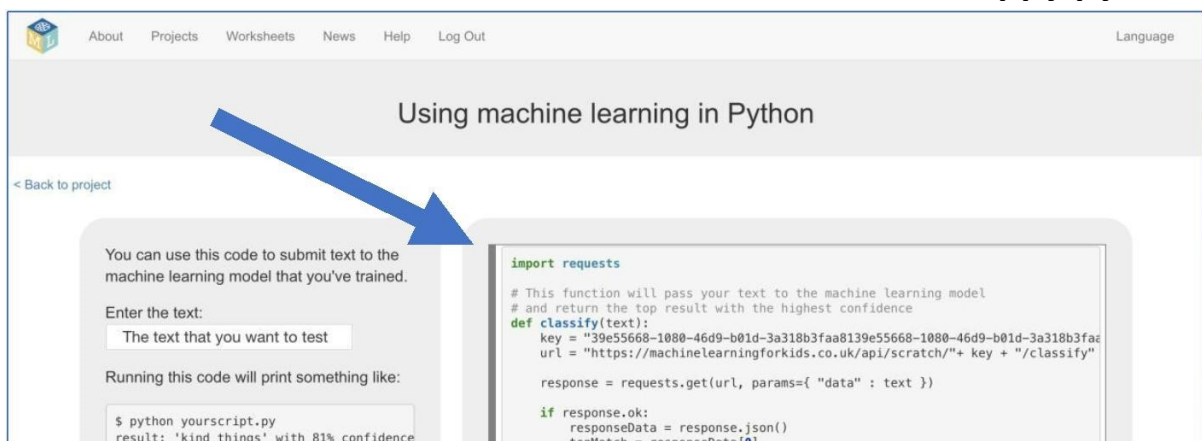 About Projects Worksheets News Help Log Out Language
Using machine learning in Python
< Back to project
You can use this code to submit text to the
machine learning model that you've trained.
Enter the text:
The text that you want to test
Running this code will print something like:
$ python yourscript.py
result: 'kind things' with 81% confidence
import requests
# This function will pass your text to the machine learning model
# and return the top result with the highest confidence
def classify(text):
key = "39e55668-1080-46d9-b01d-3a318b3faa8139e55668-1080-46d9-b01d-3a318b3faa
url = "https://machinelearningforkids.co.uk/api/scratch/"+ key + "/classify"
response = requests.get(url, params={ "data" : text })
if response.ok:
responseData = response.json()
topMatch = responseData[0]